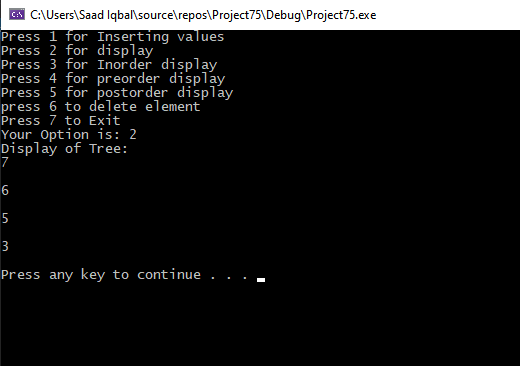 C:\Users\Saad Iqbal\source\repos\Project75\Debug\Project75.exe
Press 1 for Inserting values
Press 2 for display
Press 3 for Inorder display
Press 4 for preorder display
Press 5 for postorder display
press 6 to delete element
Press 7 to Exit
Your Option is: 2
Display of Tree:
7
6
5
3
Press any key to continue . . .